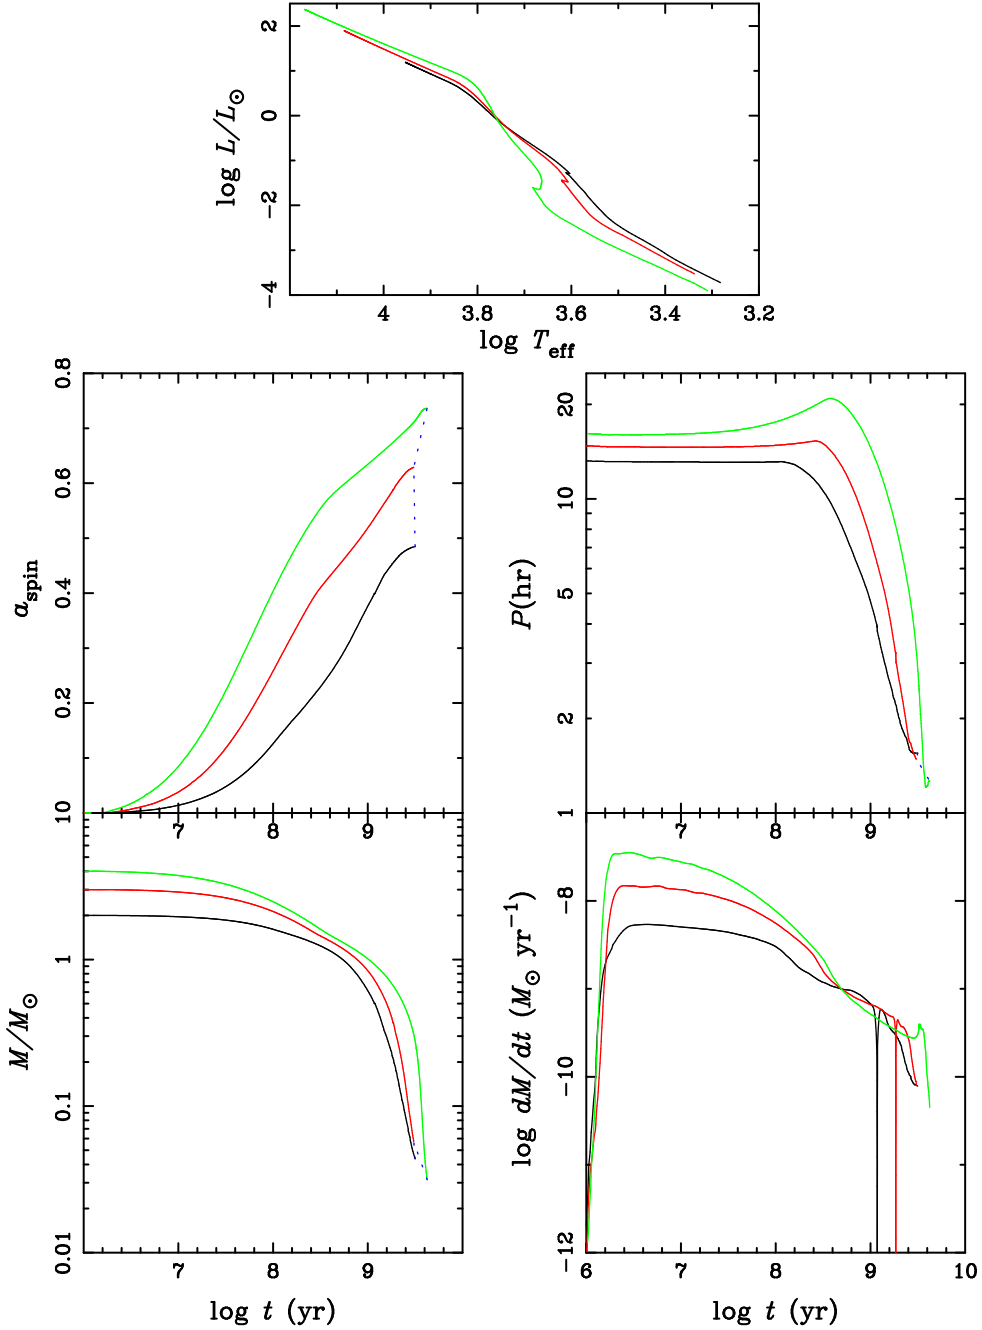 2
0
−2
−4
log L/L⊙
4 3.8 3.6 3.4 3.2
log Teff
0.8
0.6
0.4
0.2
10
aspin
7 8 9
20
10
5
2
1
P(hr)
7 8 9
1
0.1
0.01
M/M⊙
7 8 9
log t (yr)
−8
−10
−12
log dM/dt (M⊙ yr−1)
6 7 8 9 10
log t (yr)